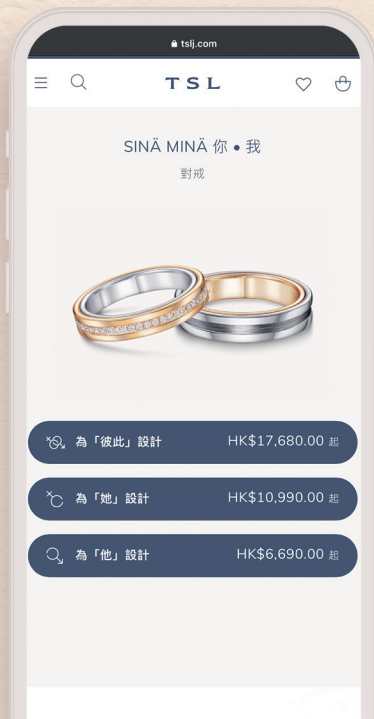 tslj.com
TSL
SINÄ MINÄ 你 • 我
對戒
為「彼此」設計 HK$17,680.00 起
為「她」設計 HK$10,990.00 起
為「他」設計 HK$6,690.00 起